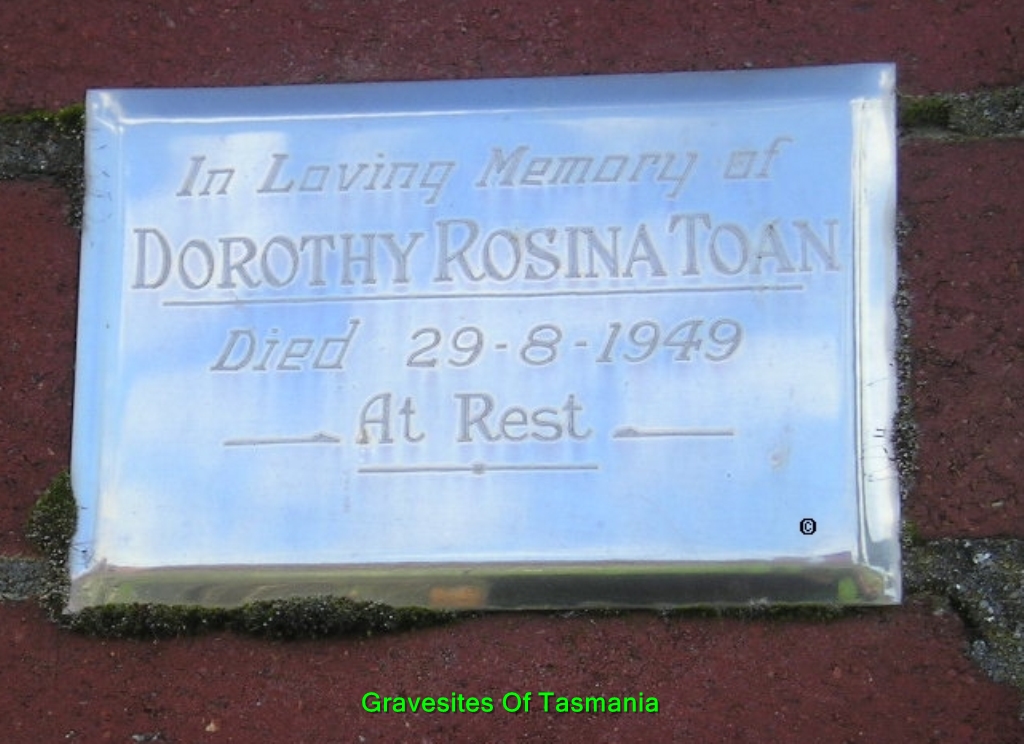 In Loving Memory of
DOROTHY ROSINA TOAN
Died 29-8-1949
At Rest
©
Gravesites Of Tasmania